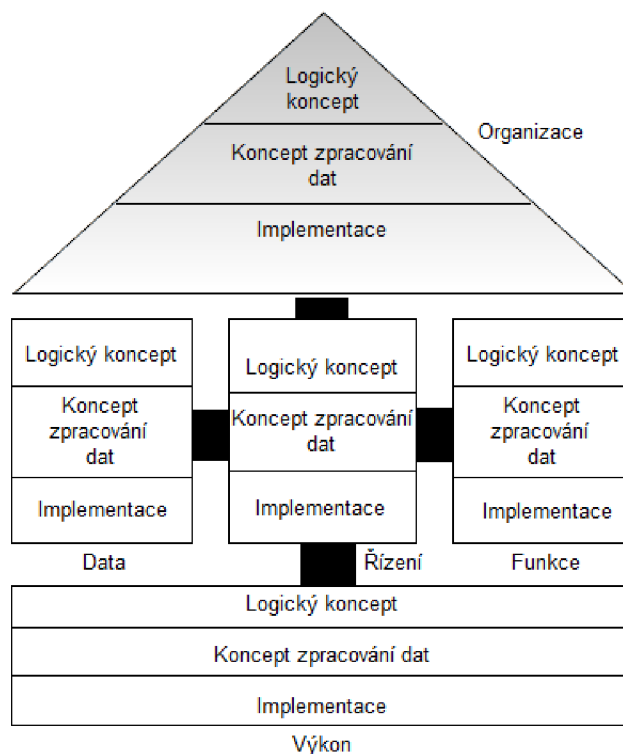 Logický
koncept
Organizace
Koncept zpracování
dat
Implementace
Logický koncept
Koncept
zpracování
dat
Implementace
Data
Logický koncept
Koncept zpracování
dat
Implementace
Řízení
Logický koncept
Koncept
zpracování
dat
Implementace
Funkce
Logický koncept
Koncept zpracování dat
Implementace
Výkon